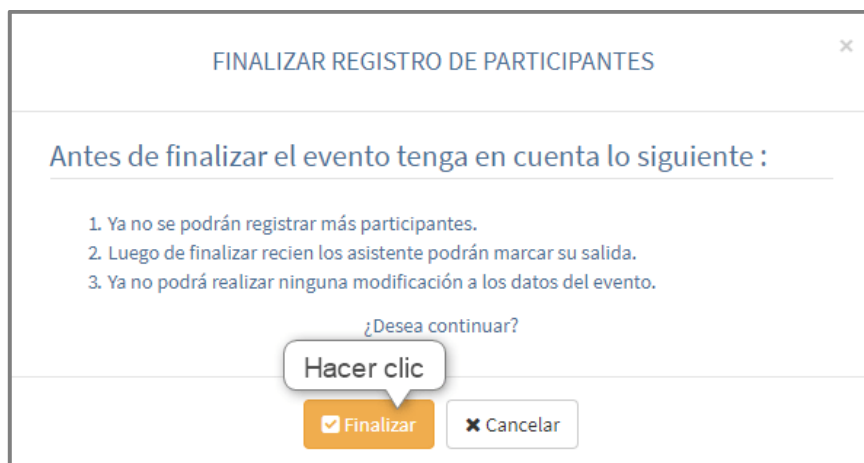 FINALIZAR REGISTRO DE PARTICIPANTES
×
Antes de finalizar el evento tenga en cuenta lo siguiente :
1. Ya no se podrán registrar más participantes.
2. Luego de finalizar recien los asistente podrán marcar su salida.
3. Ya no podrá realizar ninguna modificación a los datos del evento.
¿Desea continuar?
Hacer clic
Finalizar
Cancelar